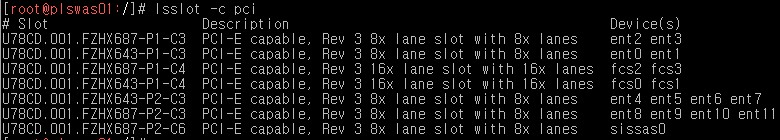 [root@plswas01:/]# lsslot -c pci
# Slot Description Device(s)
U78CD.001.FZHX687-P1-C3 PCI-E capable, Rev 3 8x lane slot with 8x lanes ent2 ent3
U78CD.001.FZHX643-P1-C3 PCI-E capable, Rev 3 8x lane slot with 8x lanes ent0 ent1
U78CD.001.FZHX687-P1-C4 PCI-E capable, Rev 3 16x lane slot with 16x lanes fcs2 fcs3
U78CD.001.FZHX643-P1-C4 PCI-E capable, Rev 3 16x lane slot with 16x lanes fcs0 fcs1
U78CD.001.FZHX643-P2-C3 PCI-E capable, Rev 3 8x lane slot with 8x lanes ent4 ent5 ent6 ent7
U78CD.001.FZHX687-P2-C3 PCI-E capable, Rev 3 8x lane slot with 8x lanes ent8 ent9 ent10 ent11
U78CD.001.FZHX687-P2-C6 PCI-E capable, Rev 3 8x lane slot with 8x lanes sissas0